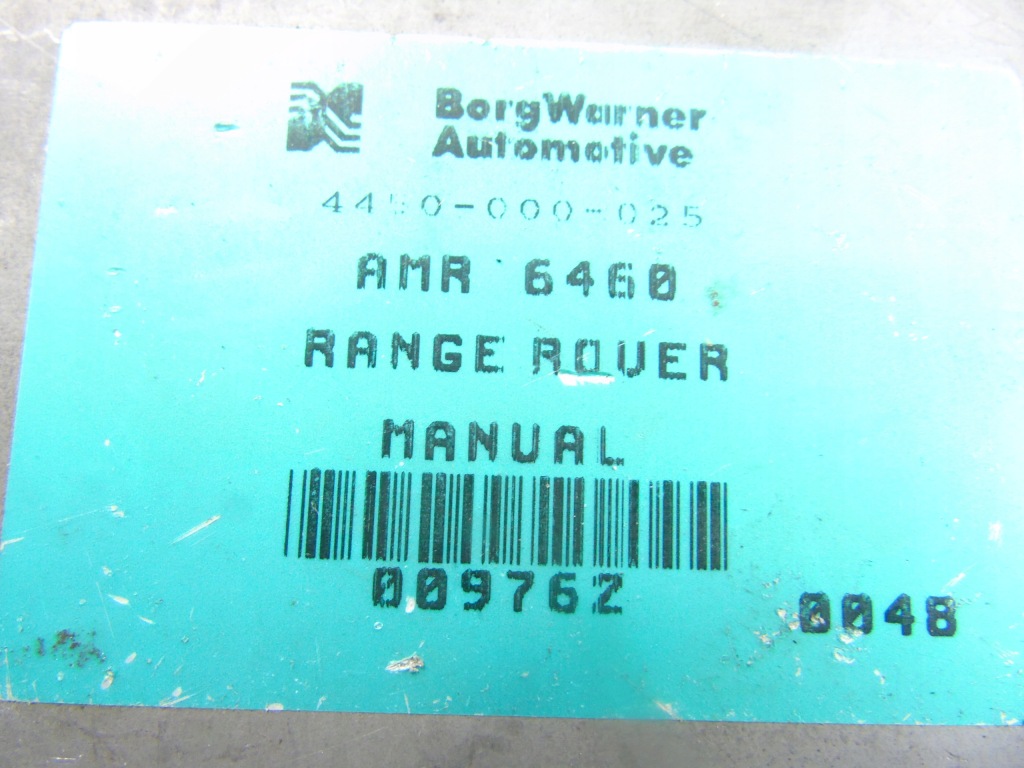 BorgWarner
Automotive
4450-000-025
AMR 6460
RANGE ROVER
MANUAL
009762
0048